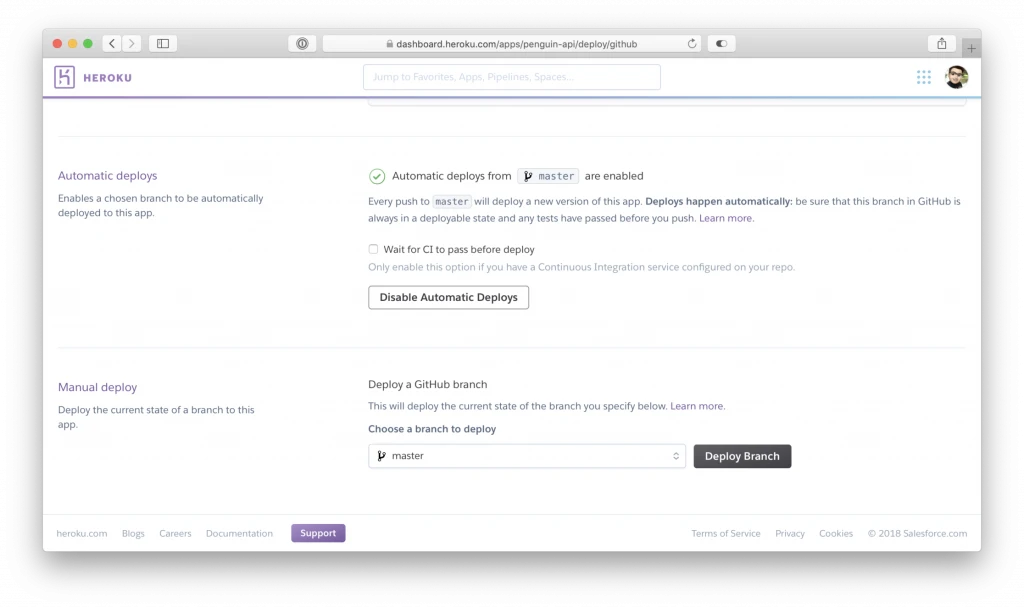 dashboard.heroku.com/apps/penguin-api/deploy/github
HEROKU
Jump to Favorites, Apps, Pipelines, Spaces...
Automatic deploys
Enables a chosen branch to be automatically
deployed to this app.
Automatic deploys from master are enabled
Every push to master will deploy a new version of this app. Deploys happen automatically: be sure that this branch in GitHub is
always in a deployable state and any tests have passed before you push. Learn more.
Wait for CI to pass before deploy
Only enable this option if you have a Continuous Integration service configured on your repo.
Disable Automatic Deploys
Manual deploy
Deploy the current state of a branch to this
app.
Deploy a GitHub branch
This will deploy the current state of the branch you specify below. Learn more.
Choose a branch to deploy
master
Deploy Branch
heroku.com Blogs Careers Documentation Support Terms of Service Privacy Cookies © 2018 Salesforce.com